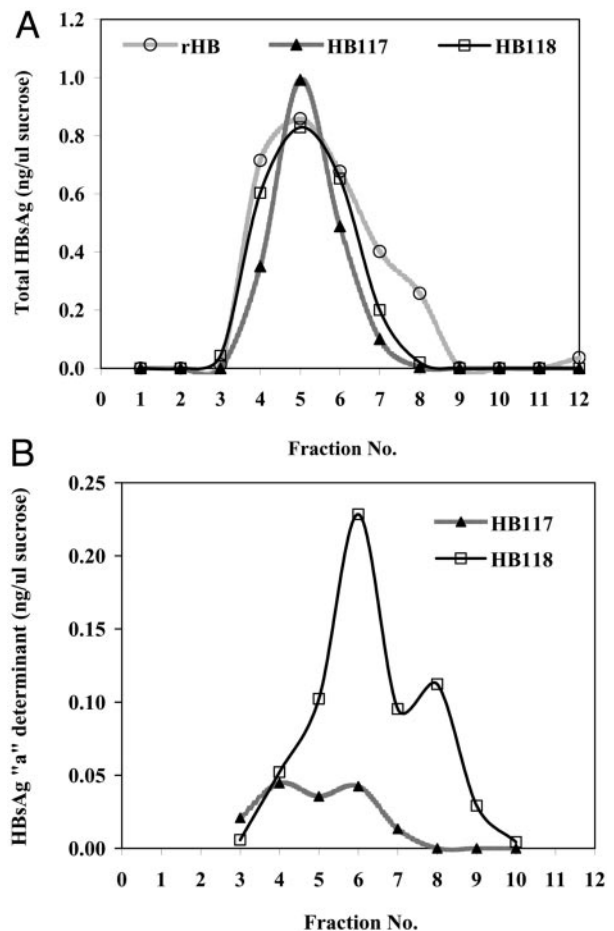 A
rHB HB117 HB118
Total HBsAg (ng/ul sucrose)
1.2
1.0
0.8
0.6
0.4
0.2
0.0
1 2 3 4 5 6 7 8 9 10 11 12
Fraction No.
B
HB117
HB118
HBsAg "a" determinant (ng/ul sucrose)
0.25
0.20
0.15
0.10
0.05
0.00
0 1 2 3 4 5 6 7 8 9 10 11 12
Fraction No.